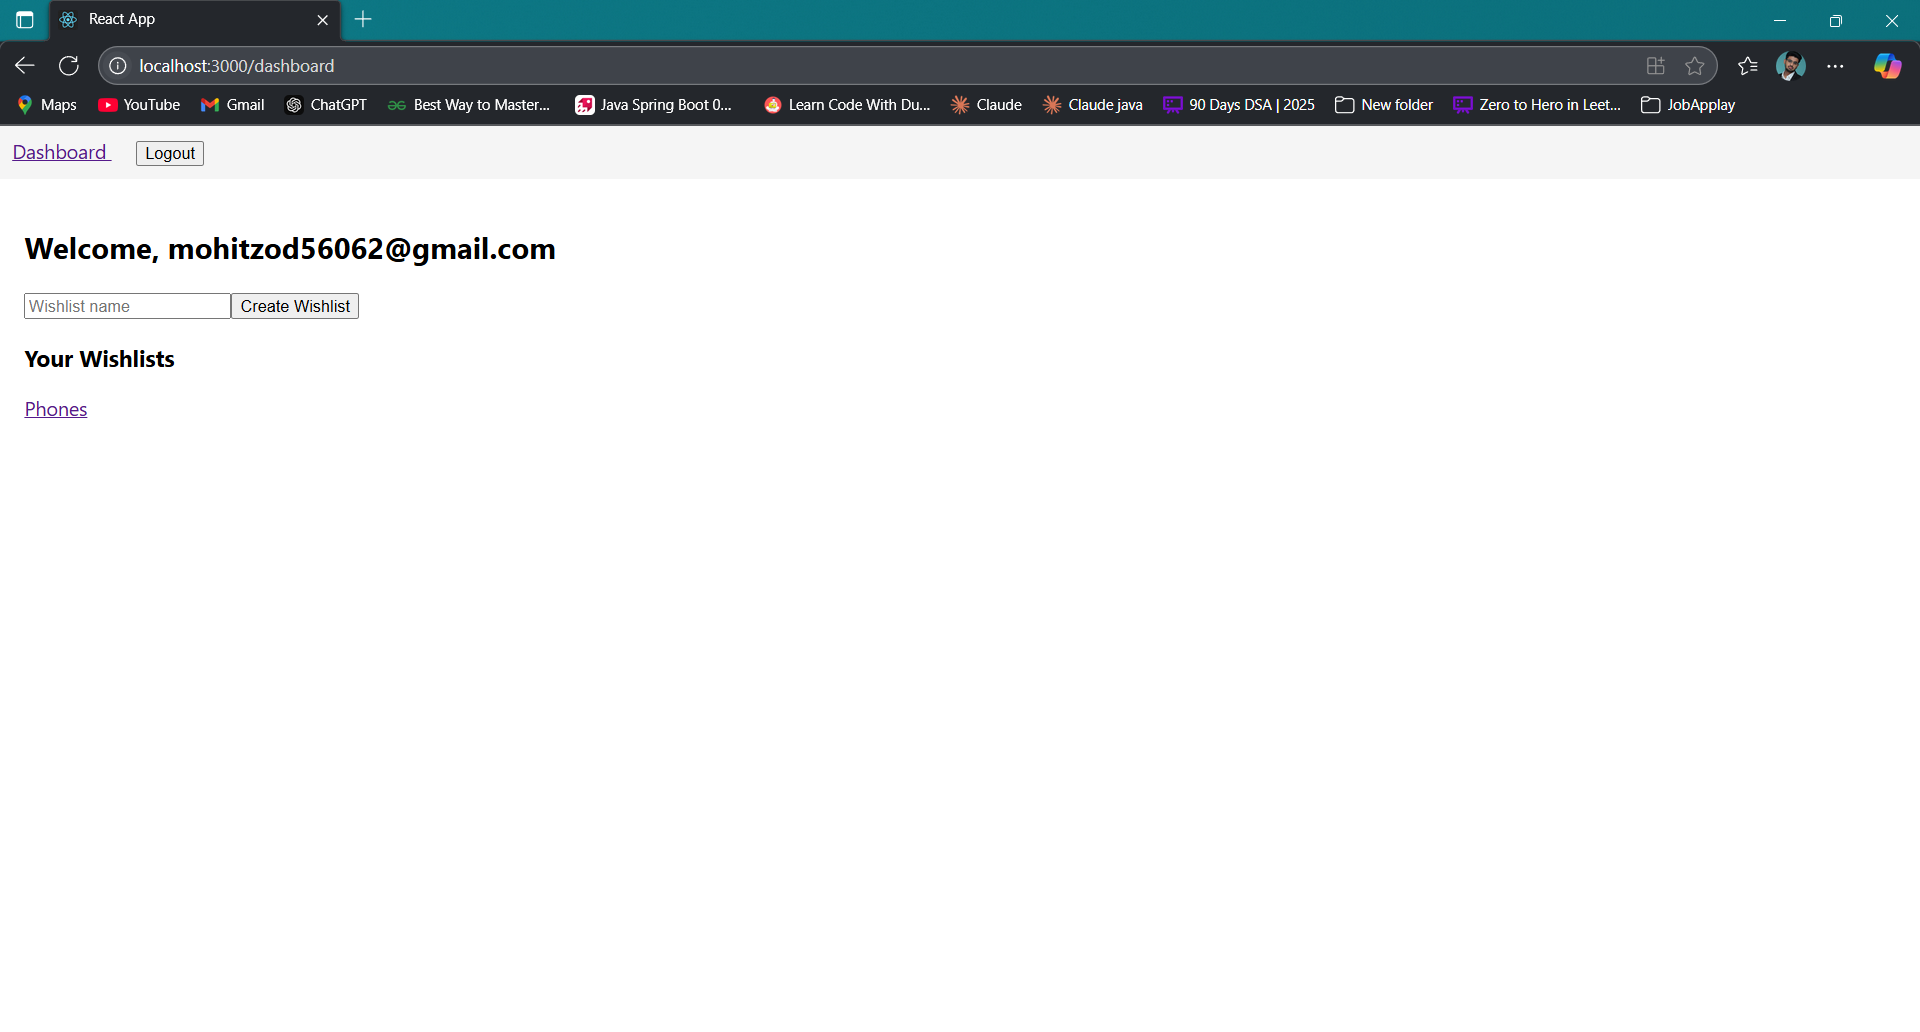 React App
localhost:3000/dashboard
Maps YouTube Gmail ChatGPT Best Way to Master... Java Spring Boot 0... Learn Code With Du... Claude Claude java 90 Days DSA | 2025 New folder Zero to Hero in Leet... JobApplay
Dashboard Logout
Welcome, mohitzod56062@gmail.com
Wishlist name Create Wishlist
Your Wishlists
Phones